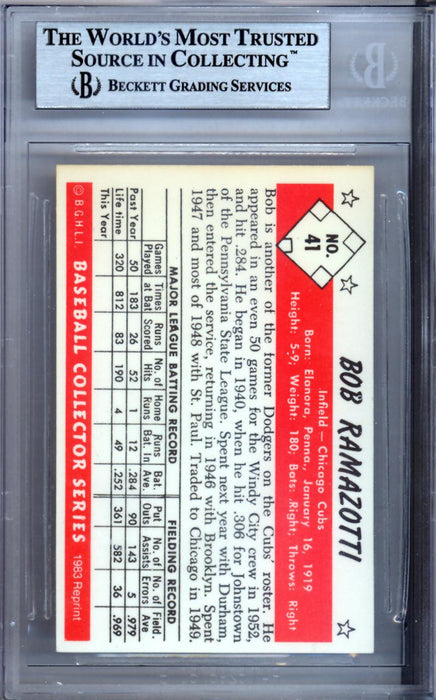 THE WORLD'S MOST TRUSTED
SOURCE IN COLLECTING™
B BECKETT GRADING SERVICES
BECKETT
NO.
41
BOB RAMAZOTTI
Infield — Chicago Cubs
Born: Elanora, Penna., January 16, 1919
Height: 5-9; Weight: 180; Bats: Right; Throws: Right
Bob is another of the former Dodgers on the Cubs' roster. He
appeared in an even 50 games for the Windy City crew in 1952,
and hit .284. He began in 1940, when he hit .306 for Johnstown
of the Pennsylvania State League. Spent next year with Durham,
then entered the service, returning in 1946 with Brooklyn. Spent
1947 and most of 1948 with St. Paul. Traded to Chicago in 1949.
MAJOR LEAGUE BATTING RECORD FIELDING RECORD
Games Times Runs No. of Home Runs Bat. Put No. of No. of Field.
Played at Bat Scored Hits Runs Bat. In Ave. Outs Assists Errors Ave
Past Year 50 183 26 52 1 12 .284 90 143 5 .979
Life time 320 812 83 190 4 49 .252 361 582 36 .969
This Year
© B.G.H.L.I. BASEBALL COLLECTOR SERIES 1983 Reprint